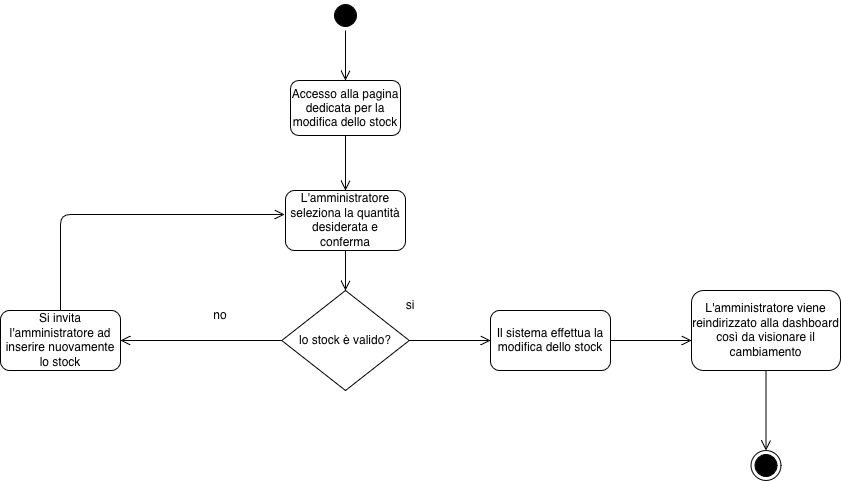 Accesso alla pagina
dedicata per la
modifica dello stock
L'amministratore
seleziona la quantità
desiderata e
conferma
si
no
Si invita
l'amministratore ad
inserire nuovamente
lo stock
lo stock è valido?
Il sistema effettua la
modifica dello stock
L'amministratore viene
reindirizzato alla dashboard
così da visionare il
cambiamento